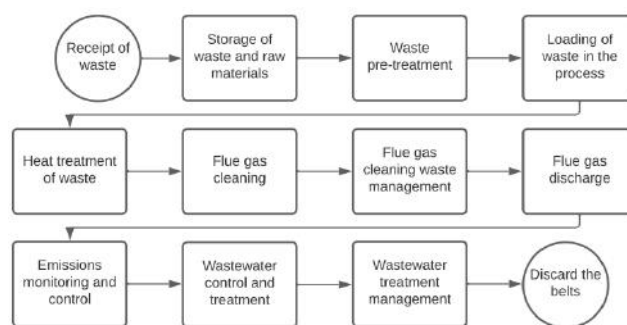 Receipt of
waste
Storage of
waste and raw
materials
Waste
pre-treatment
Loading of
waste in the
process
Heat treatment
of waste
Flue gas
cleaning
Flue gas
cleaning waste
management
Flue gas
discharge
Emissions
monitoring and
control
Wastewater
control and
treatment
Wastewater
treatment
management
Discard the
belts